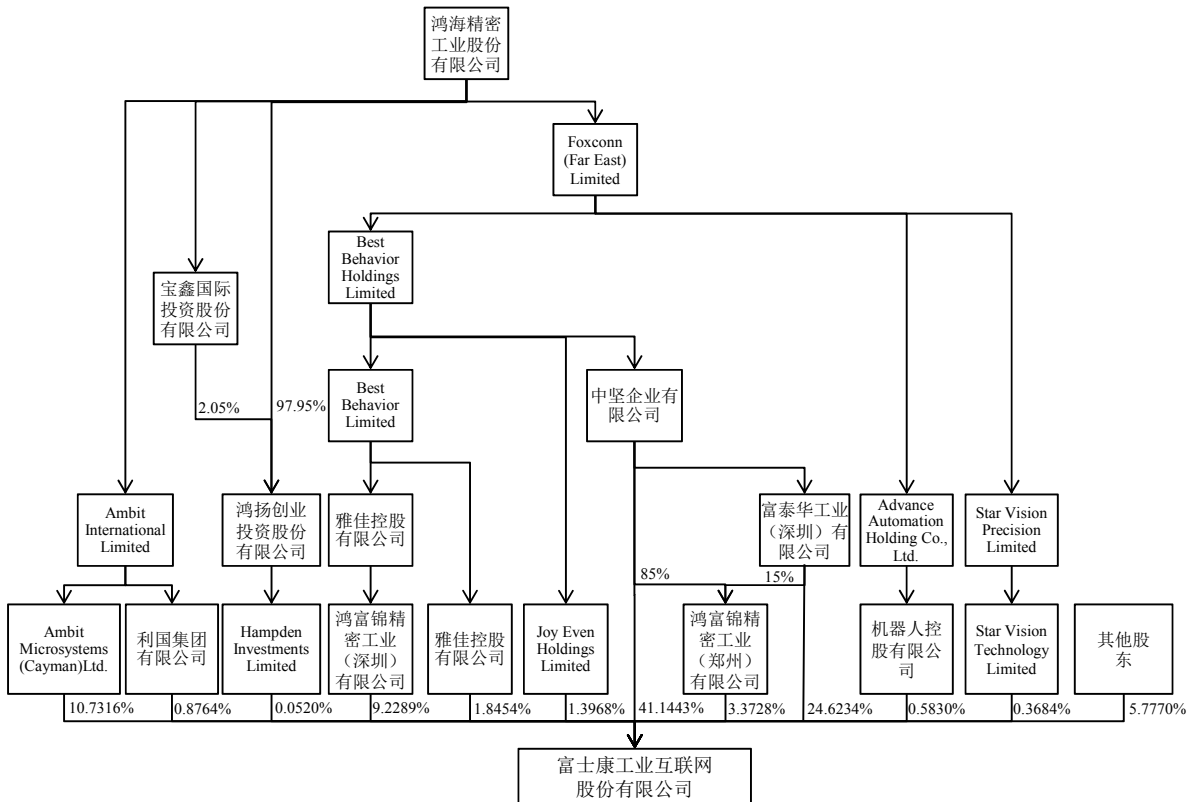 鸿海精密
工业股份
有限公司
Foxconn
(Far East)
Limited
Best
Behavior
Holdings
Limited
宝鑫国际
投资股份
有限公司
Best
Behavior
Limited
中坚企业有
限公司
2.05%
97.95%
Ambit
International
Limited
鸿扬创业
投资股份
有限公司
雅佳控股
有限公司
富泰华工业
（深圳）有
限公司
Advance
Automation
Holding Co.,
Ltd.
Star Vision
Precision
Limited
85%
15%
Ambit
Microsystems
(Cayman)Ltd.
利国集团
有限公司
Hampden
Investments
Limited
鸿富锦精
密工业
（深圳）
有限公司
雅佳控股
有限公司
Joy Even
Holdings
Limited
鸿富锦精
密工业
（郑州）
有限公司
机器人控
股有限公
司
Star Vision
Technology
Limited
其他股
东
10.7316%
0.8764%
0.0520%
9.2289%
1.8454%
1.3968%
41.1443%
3.3728%
24.6234%
0.5830%
0.3684%
5.7770%
富士康工业互联网
股份有限公司